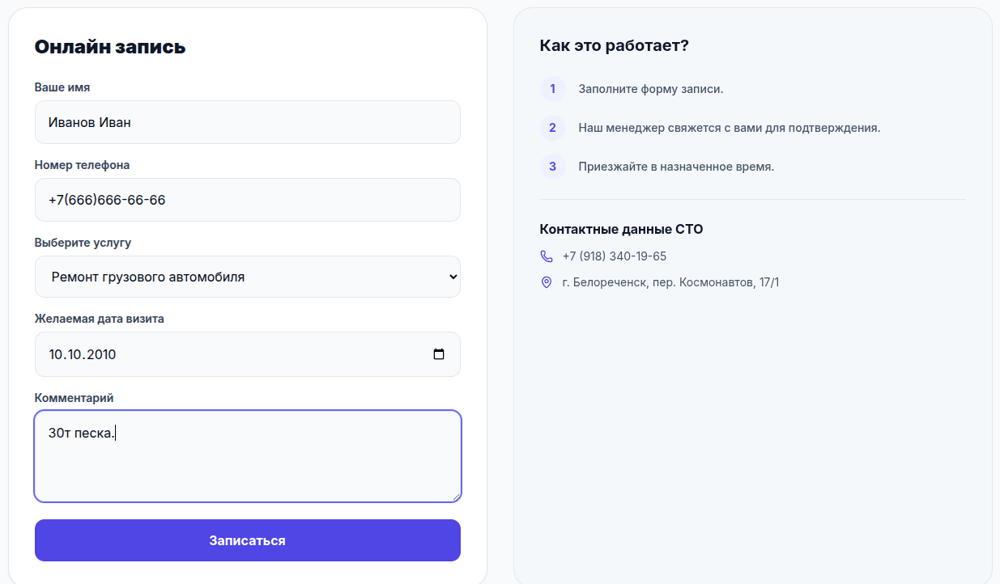 Онлайн запись
Ваше имя
Иванов Иван
Номер телефона
+7(666)666-66-66
Выберите услугу
Ремонт грузового автомобиля
Желаемая дата визита
10.10.2010
Комментарий
30т песка.
Записаться
Как это работает?
1 Заполните форму записи.
2 Наш менеджер свяжется с вами для подтверждения.
3 Приезжайте в назначенное время.
Контактные данные СТО
+7 (918) 340-19-65
г. Белореченск, пер. Космонавтов, 17/1